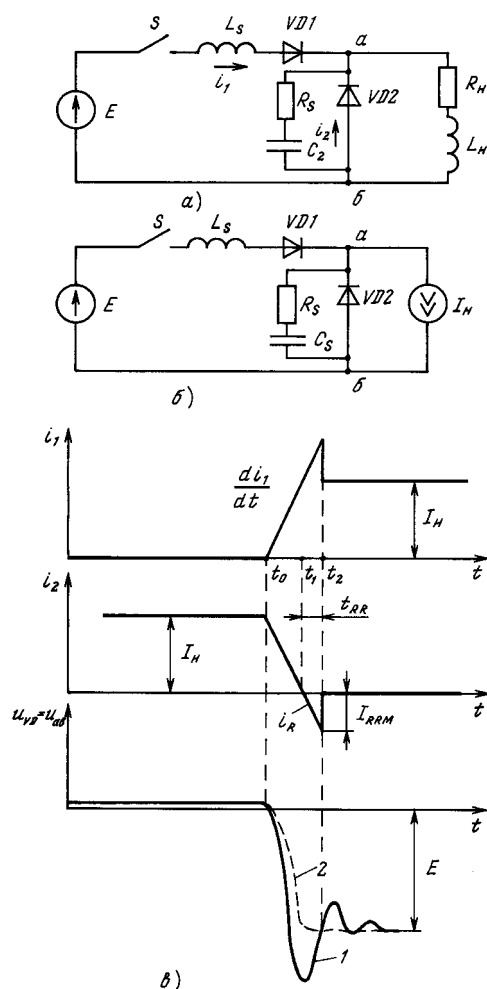 S
L_S
VD1
a
i_1
E
R_S
i_2
VD2
C_2
R_H
L_H
б
а)
S
L_S
VD1
a
E
R_S
VD2
C_S
I_H
б
б)
i_1
di_1
dt
I_H
t_0
t_1
t_2
t
i_2
t_RR
I_H
i_R
I_RRM
t
u_VD=u_ab
t
2
E
1
в)